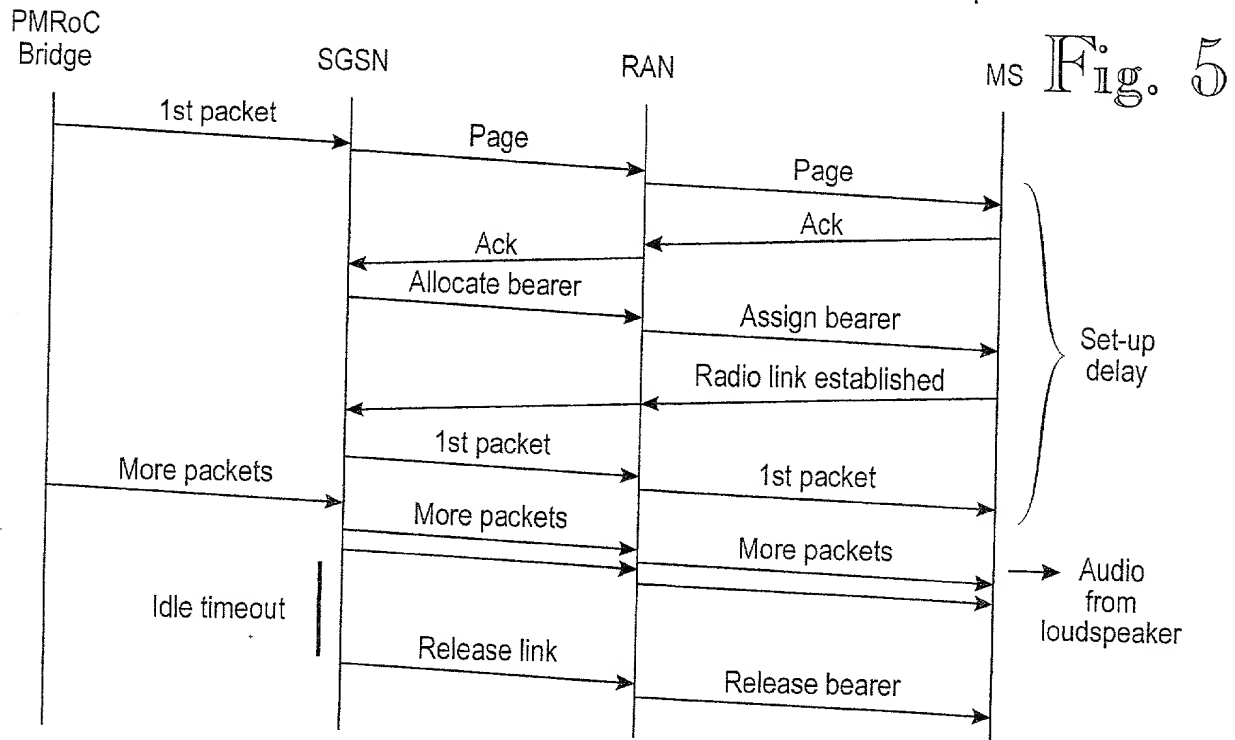 PMRoC
Bridge
SGSN
RAN
MS
Fig. 5
1st packet
Page
Page
Ack
Ack
Allocate bearer
Assign bearer
Set-up
delay
Radio link established
1st packet
More packets
1st packet
More packets
More packets
Audio
from
loudspeaker
Idle timeout
Release link
Release bearer